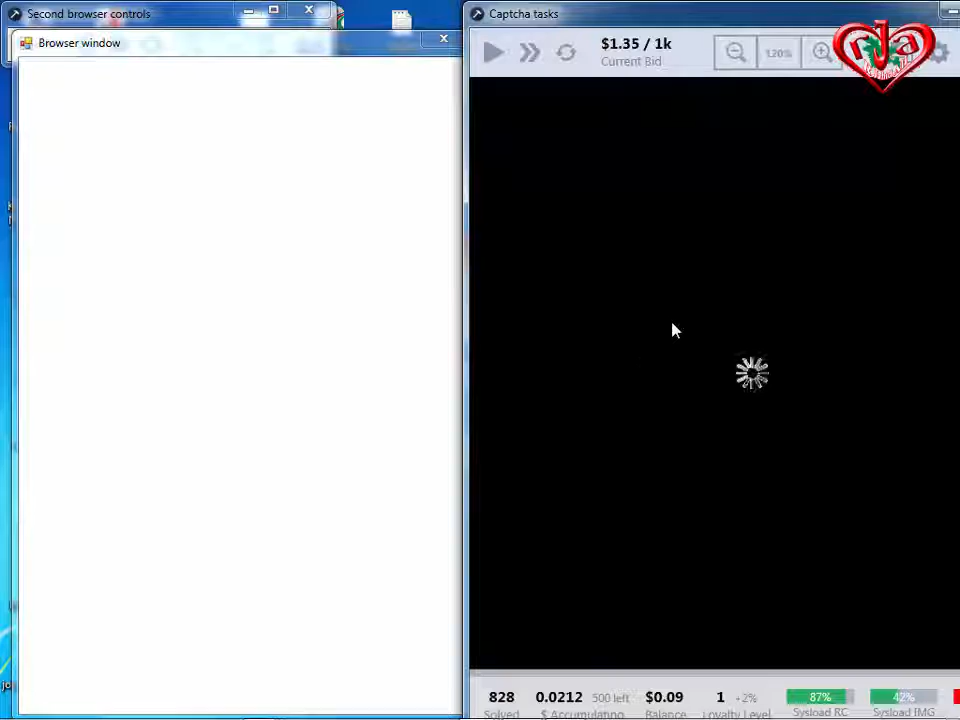 Second browser controls
Captcha tasks
Browser window
$1.35 / 1k
Current Bid
120%
828
Solved
0.0212
500 left
$ Accumulating
$0.09
Balance
1
+2%
Loyalty Level
87%
Sysload RC
42%
Sysload IMG